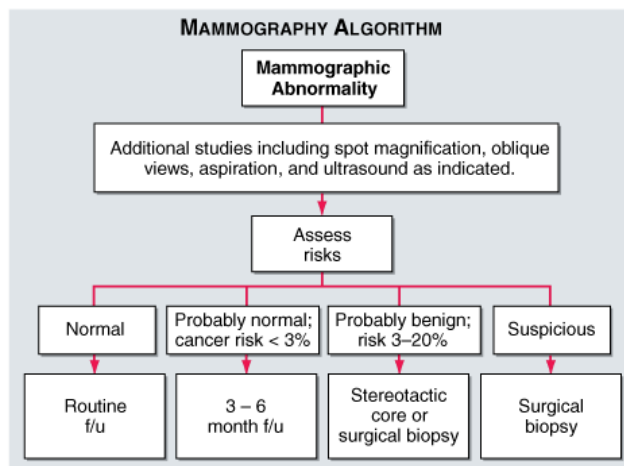 MAMMOGRAPHY ALGORITHM
Mammographic
Abnormality
Additional studies including spot magnification, oblique
views, aspiration, and ultrasound as indicated.
Assess
risks
Normal
Probably normal;
cancer risk < 3%
Probably benign;
risk 3–20%
Suspicious
Routine
f/u
3 – 6
month f/u
Stereotactic
core or
surgical biopsy
Surgical
biopsy